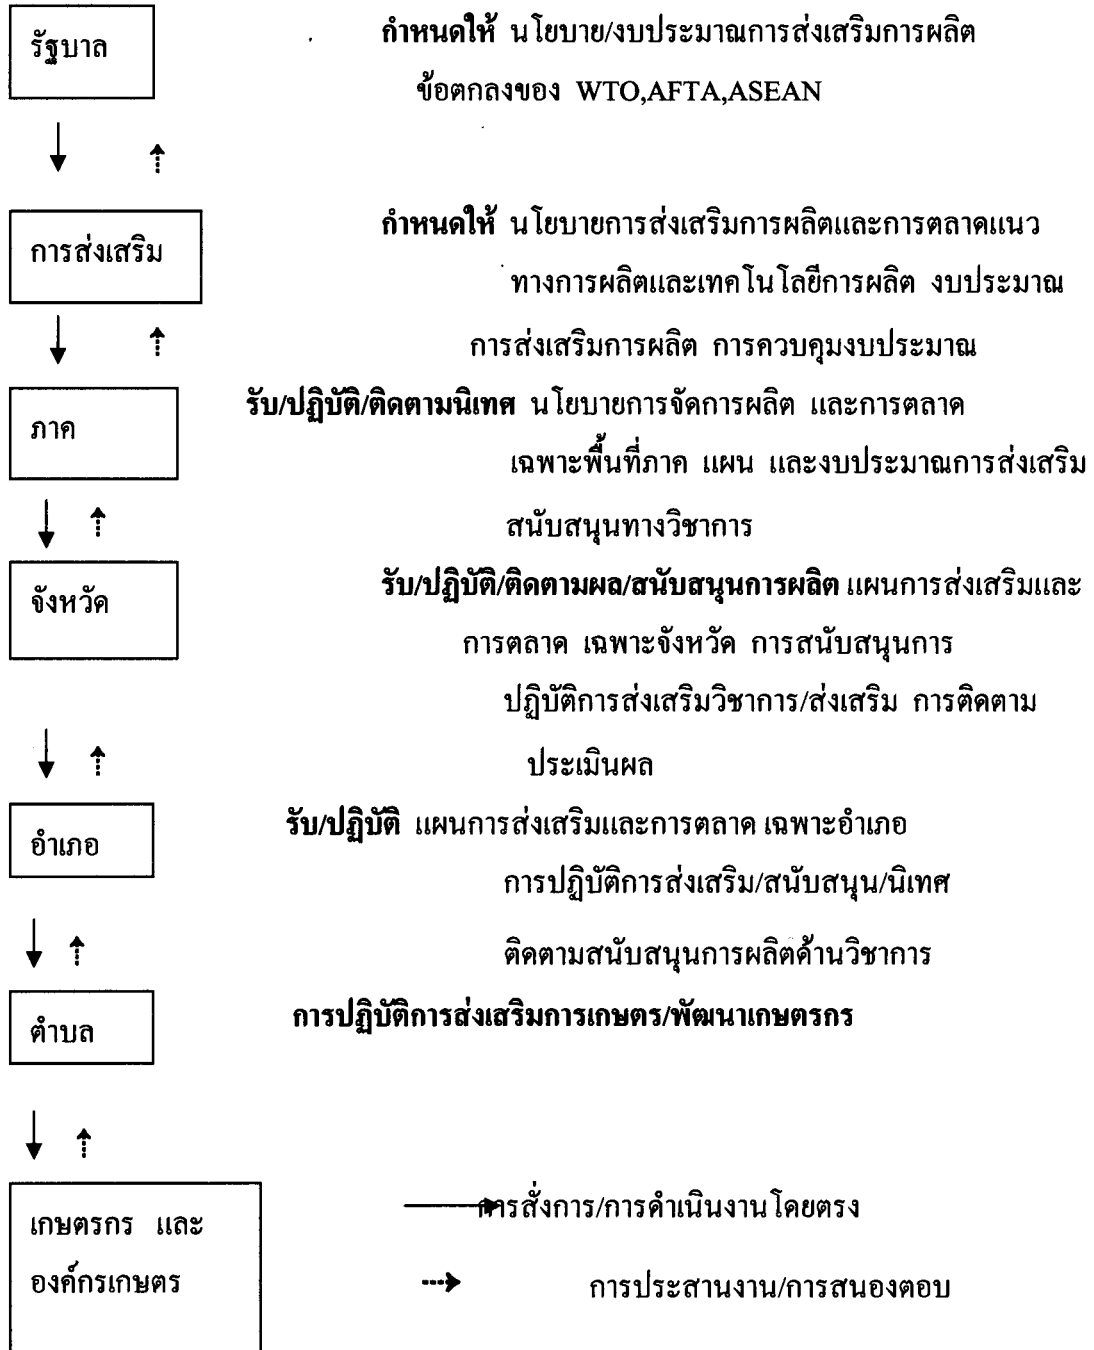 รัฐบาล
กำหนดให้ นโยบาย/งบประมาณการส่งเสริมการผลิต
ข้อตกลงของ WTO,AFTA,ASEAN
การส่งเสริม
กำหนดให้ นโยบายการส่งเสริมการผลิตและการตลาดแนว
ทางการผลิตและเทคโนโลยีการผลิต งบประมาณ
การส่งเสริมการผลิต การควบคุมงบประมาณ
ภาค
รับ/ปฏิบัติ/ติดตามนิเทศ นโยบายการจัดการผลิต และการตลาด
เฉพาะพื้นที่ภาค แผน และงบประมาณการส่งเสริม
สนับสนุนทางวิชาการ
จังหวัด
รับ/ปฏิบัติ/ติดตามผล/สนับสนุนการผลิต แผนการส่งเสริมและ
การตลาด เฉพาะจังหวัด การสนับสนุนการ
ปฏิบัติการส่งเสริมวิชาการ/ส่งเสริม การติดตาม
ประเมินผล
อำเภอ
รับ/ปฏิบัติ แผนการส่งเสริมและการตลาด เฉพาะอำเภอ
การปฏิบัติการส่งเสริม/สนับสนุน/นิเทศ
ติดตามสนับสนุนการผลิตด้านวิชาการ
ตำบล
การปฏิบัติการส่งเสริมการเกษตร/พัฒนาเกษตรกร
เกษตรกร และ
องค์กรเกษตร
การสั่งการ/การดำเนินงานโดยตรง
การประสานงาน/การสนองตอบ